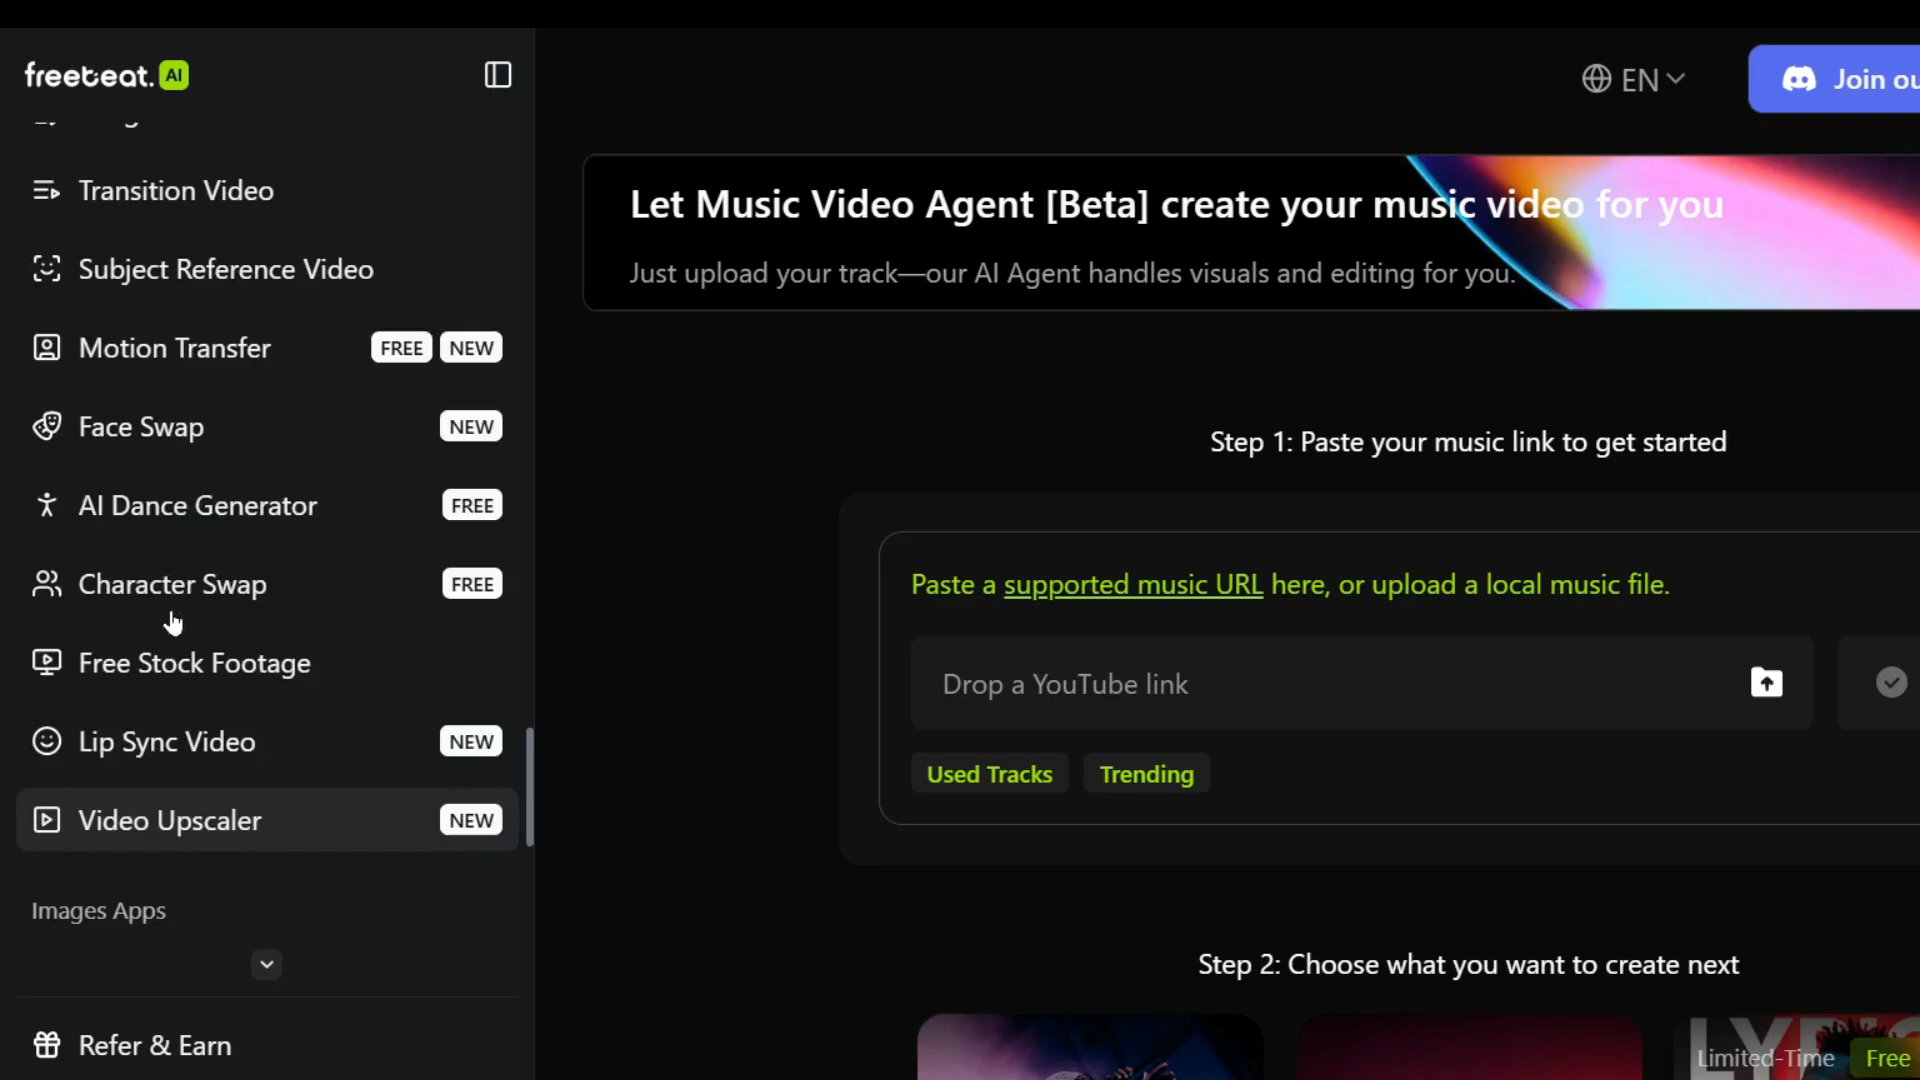 freebeat. AI
Transition Video
Subject Reference Video
Motion Transfer FREE NEW
Face Swap NEW
AI Dance Generator FREE
Character Swap FREE
Free Stock Footage
Lip Sync Video NEW
Video Upscaler NEW
Images Apps
Refer & Earn
EN
Join ou
Let Music Video Agent [Beta] create your music video for you
Just upload your track—our AI Agent handles visuals and editing for you.
Step 1: Paste your music link to get started
Paste a supported music URL here, or upload a local music file.
Drop a YouTube link
Used Tracks Trending
Step 2: Choose what you want to create next
LYRIC
Limited-Time Free